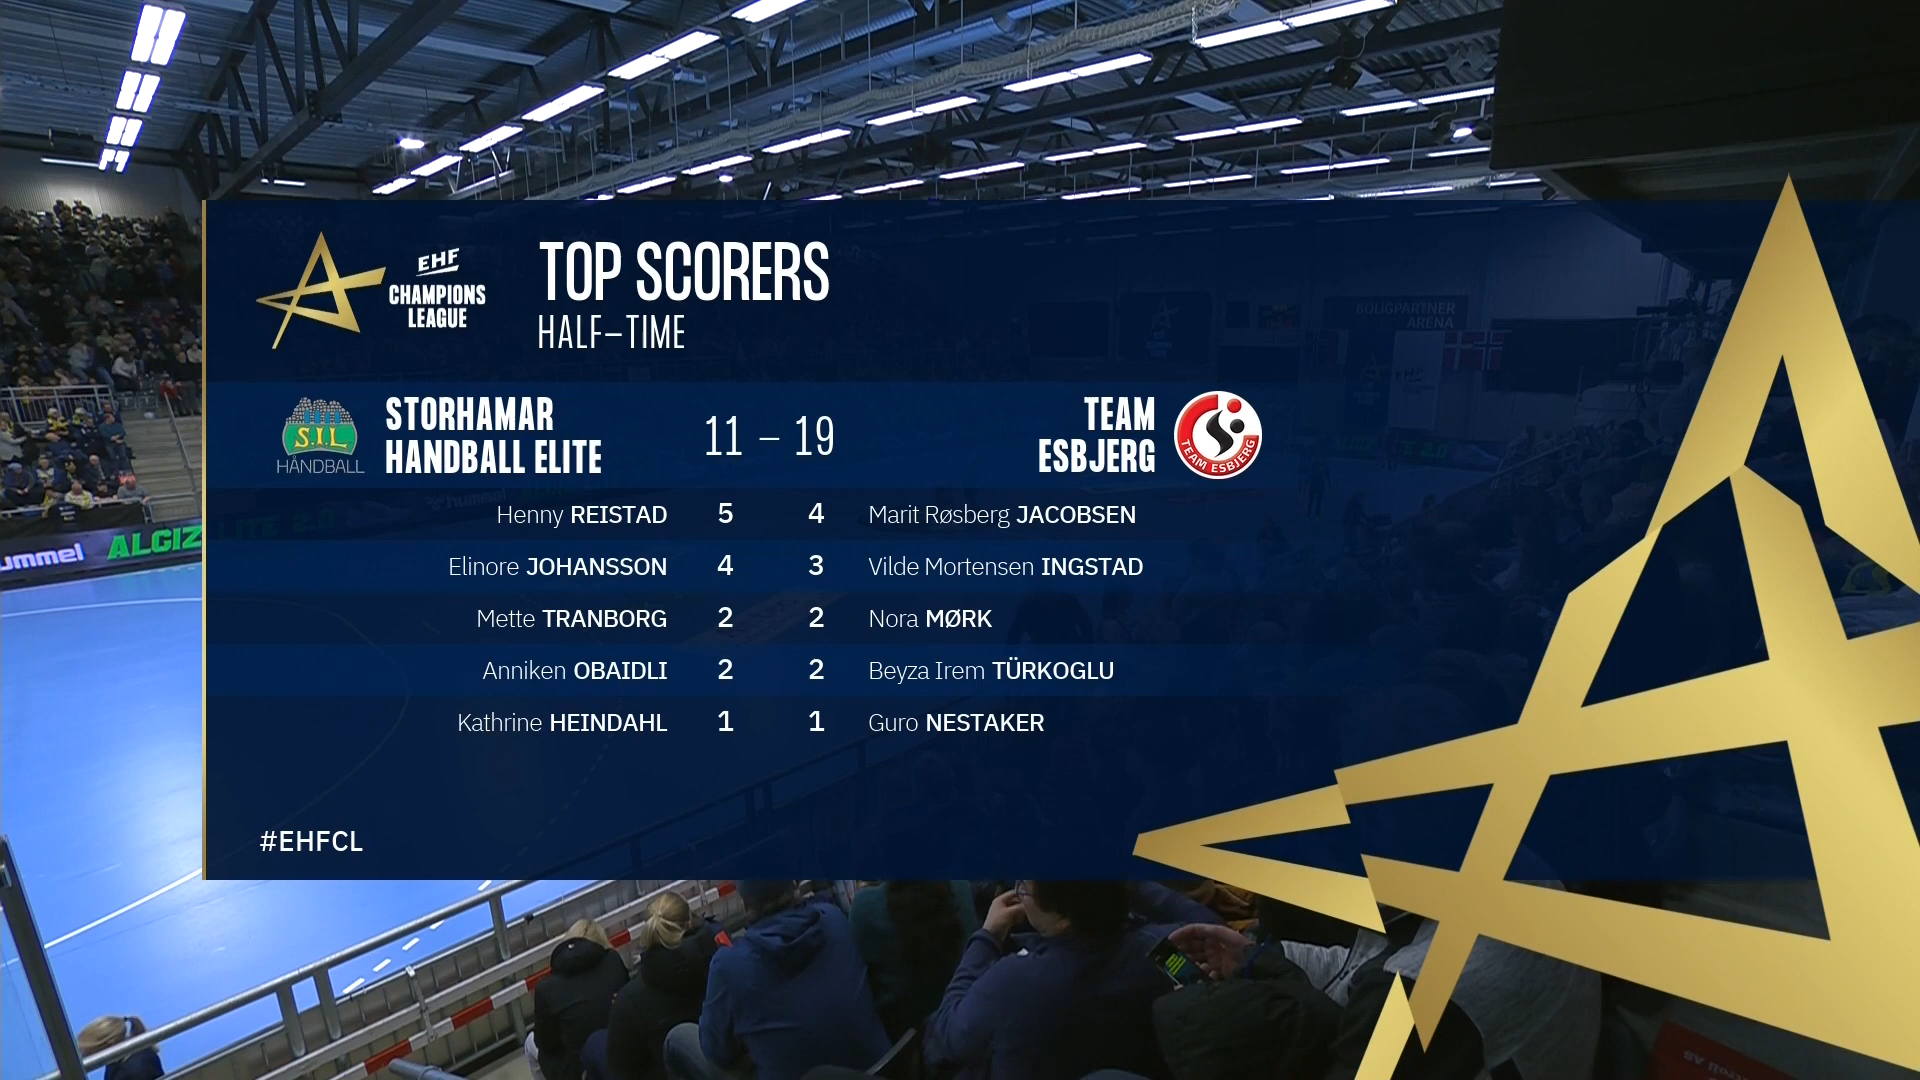 EHF
CHAMPIONS
LEAGUE
TOP SCORERS
HALF–TIME
BOLIGPARTNER
ARENA
S.I.L
HÅNDBALL
STORHAMAR
HANDBALL ELITE
11 – 19
TEAM
ESBJERG
TEAM ESBJERG
Henny REISTAD 5 4 Marit Røsberg JACOBSEN
Elinore JOHANSSON 4 3 Vilde Mortensen INGSTAD
Mette TRANBORG 2 2 Nora MØRK
Anniken OBAIDLI 2 2 Beyza Irem TÜRKOGLU
Kathrine HEINDAHL 1 1 Guro NESTAKER
ummel ALGIZ
#EHFCL